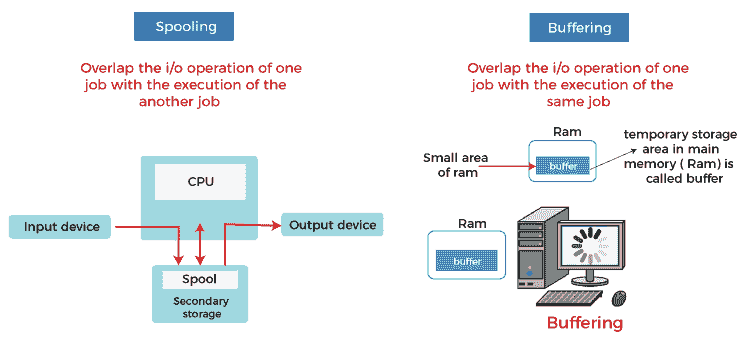 Spooling
Overlap the i/o operation of one
job with the execution of the
another job
CPU
Input device
Output device
Spool
Secondary
storage
Buffering
Overlap the i/o operation of one
job with the execution of the
same job
Ram
Small area
of ram
buffer
temporary storage
area in main
memory ( Ram) is
called buffer
Ram
buffer
Buffering